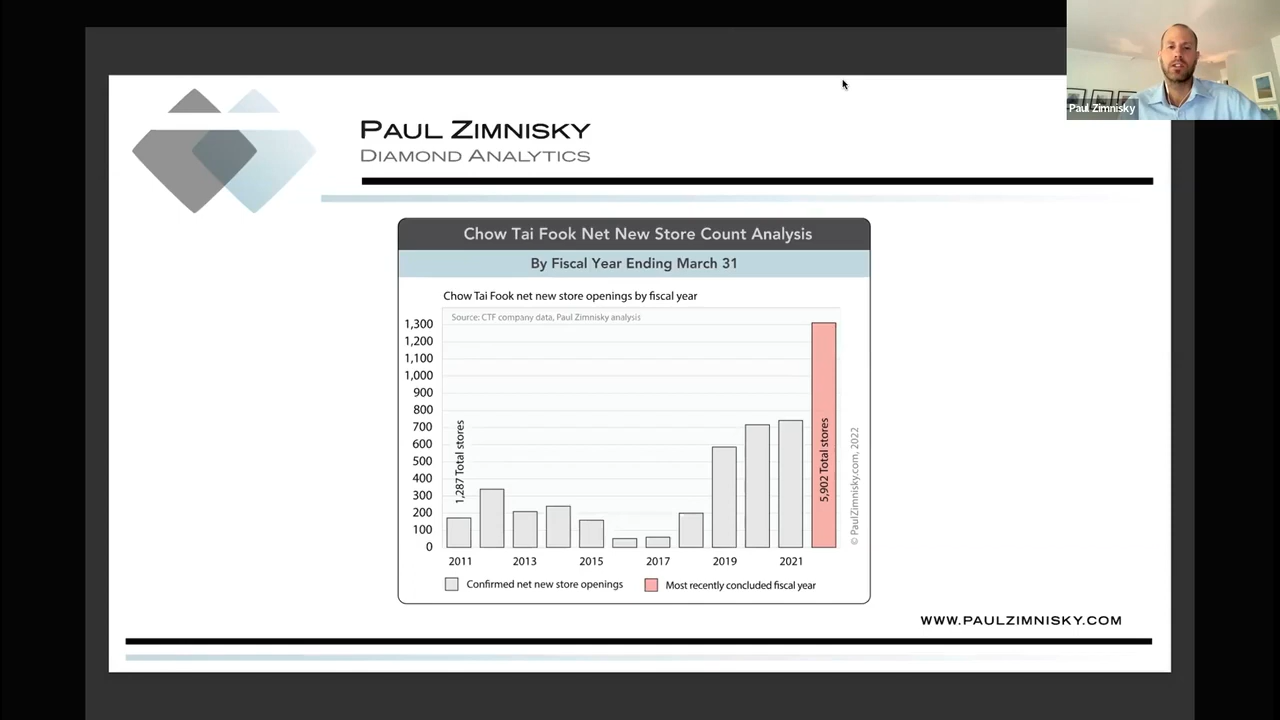 Paul Zimnisky
PAUL ZIMNISKY
DIAMOND ANALYTICS
Chow Tai Fook Net New Store Count Analysis
By Fiscal Year Ending March 31
Chow Tai Fook net new store openings by fiscal year
Source: CTF company data, Paul Zimnisky analysis
1,300
1,200
1,100
1,000
900
800
700
600
500
400
300
200
100
0
1,287 Total stores
5,902 Total stores
© PaulZimnisky.com, 2022
2011 2013 2015 2017 2019 2021
Confirmed net new store openings
Most recently concluded fiscal year
WWW.PAULZIMNISKY.COM